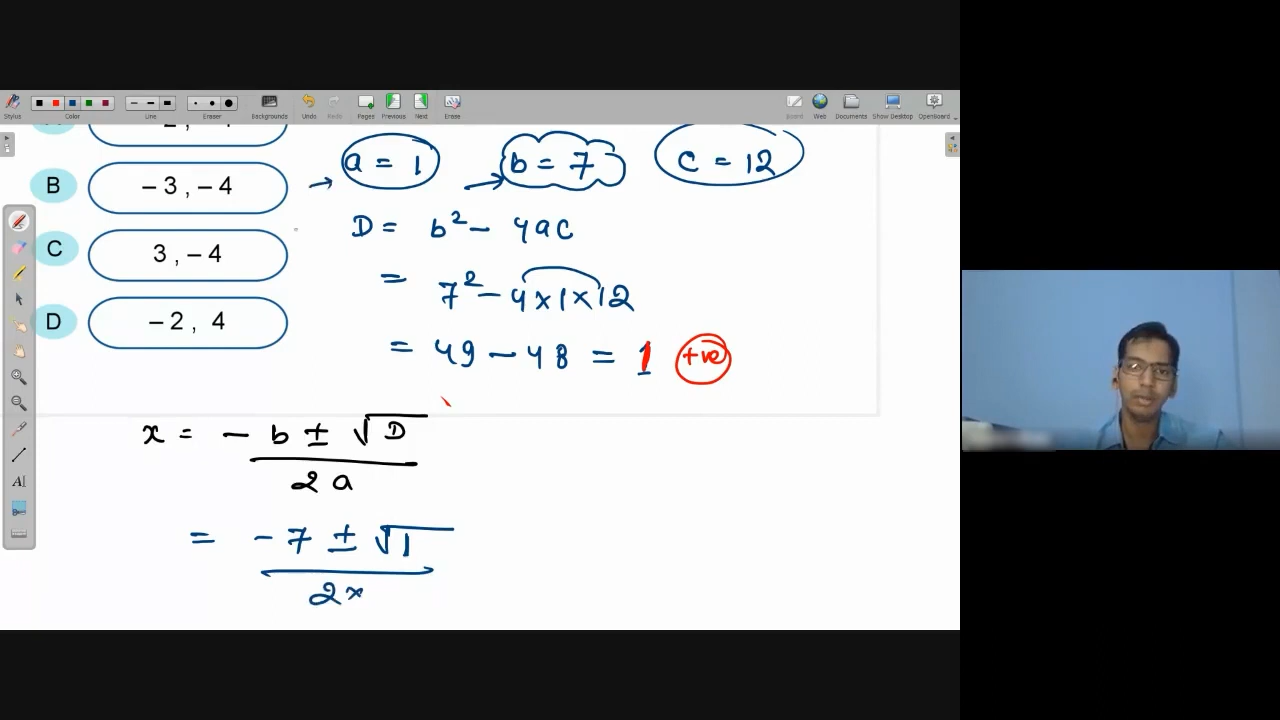 Stylus Color Line Eraser Backgrounds Undo Redo Pages Previous Next Erase Board Web Documents Show Desktop OpenBoard
a = 1 b = 7 c = 12
B − 3 , − 4
D = b² − 4ac
C 3 , − 4
= 7² − 4×1×12
D − 2 , 4
= 49 − 48 = 1 +ve
x = − b ± √D
2 a
= − 7 ± √1
2×